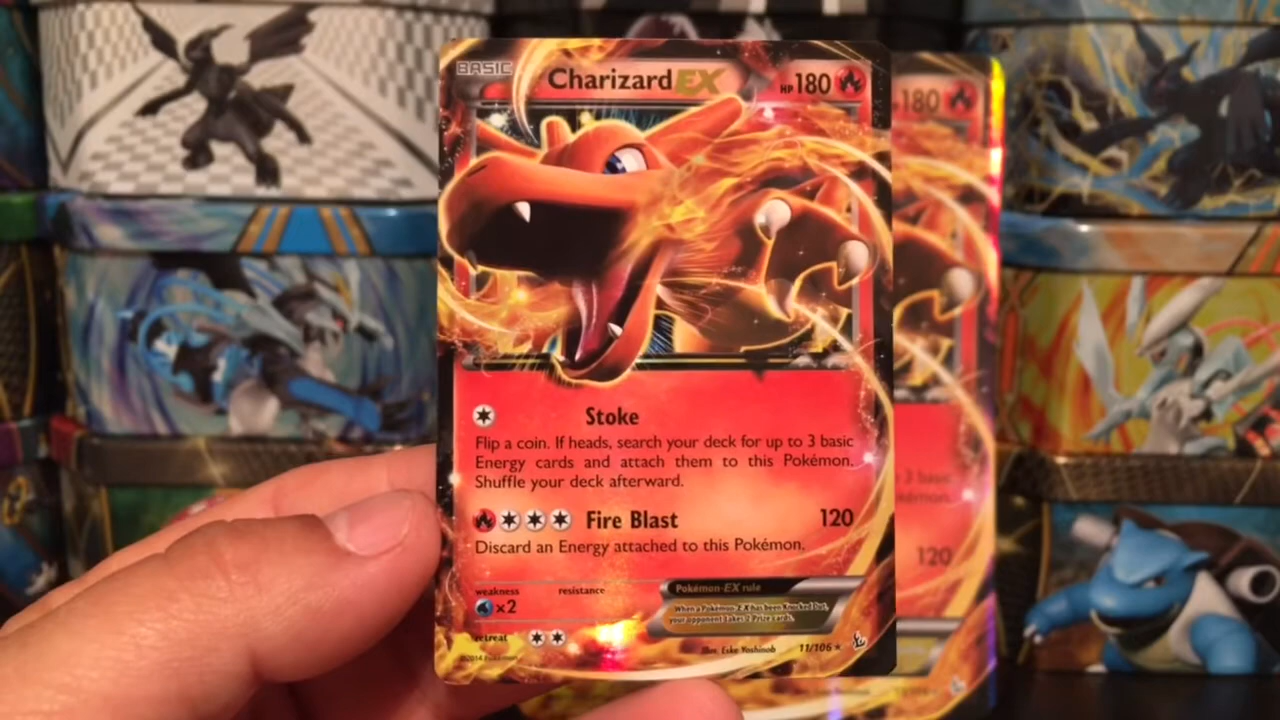 BASIC Charizard EX HP 180
180
Stoke
Flip a coin. If heads, search your deck for up to 3 basic
Energy cards and attach them to this Pokémon.
Shuffle your deck afterward.
Fire Blast 120
Discard an Energy attached to this Pokémon.
3 basic
120
weakness resistance
×2
retreat
Pokémon-EX rule
When a Pokémon-EX has been Knocked Out,
your opponent takes 2 Prize cards.
Illus. Eske Yoshinob
11/106
©2014 Pokémon